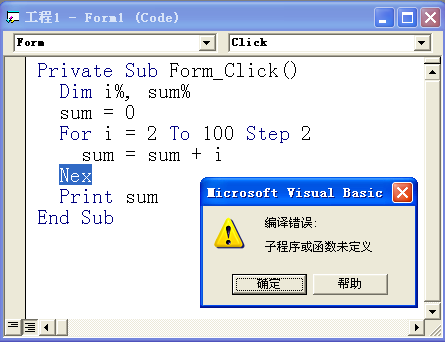 工程1 - Form1 (Code)
Form
Click
Private Sub Form_Click()
Dim i%, sum%
sum = 0
For i = 2 To 100 Step 2
sum = sum + i
Nex
Print sum
End Sub
Microsoft Visual Basic
编译错误:
子程序或函数未定义
确定
帮助